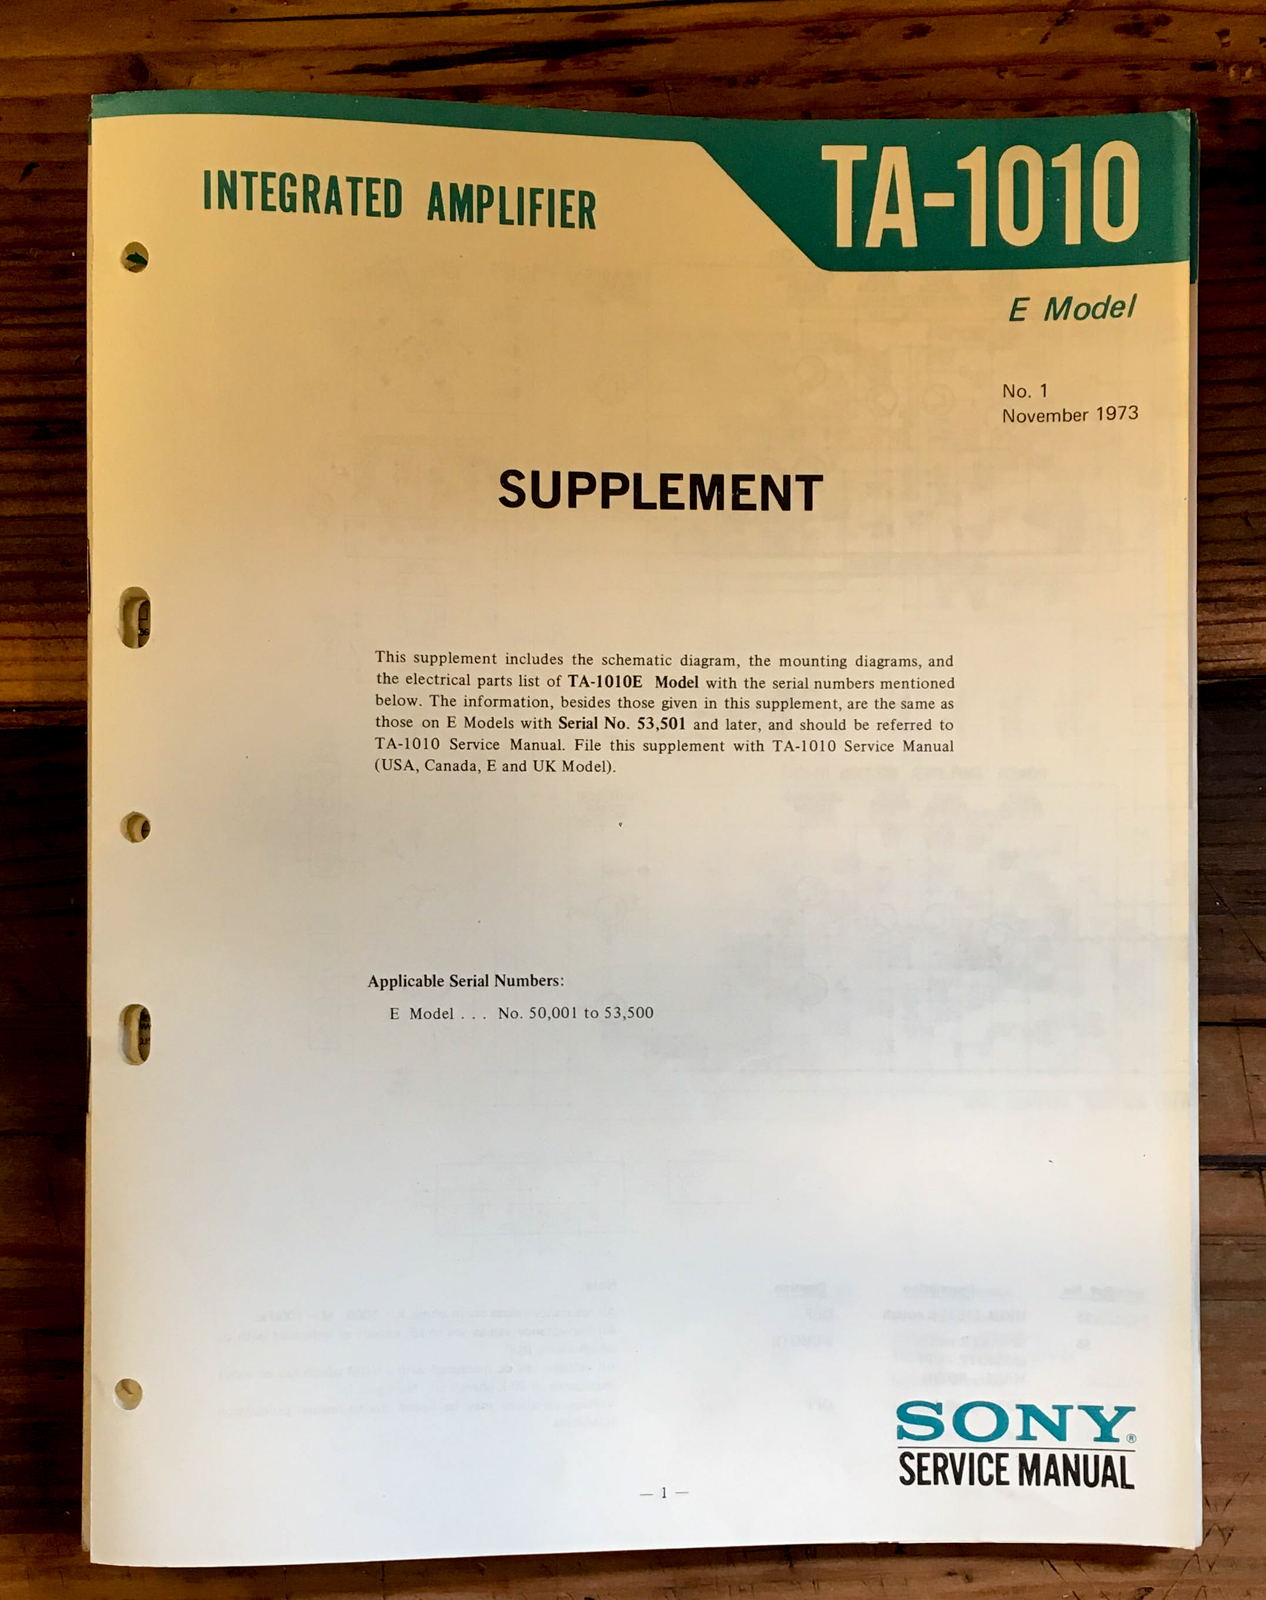 INTEGRATED AMPLIFIER
TA-1010
E Model
No. 1
November 1973
SUPPLEMENT
This supplement includes the schematic diagram, the mounting diagrams, and
the electrical parts list of TA-1010E Model with the serial numbers mentioned
below. The information, besides those given in this supplement, are the same as
those on E Models with Serial No. 53,501 and later, and should be referred to
TA-1010 Service Manual. File this supplement with TA-1010 Service Manual
(USA, Canada, E and UK Model).
Applicable Serial Numbers:
E Model . . . No. 50,001 to 53,500
SONY®
SERVICE MANUAL
— 1 —